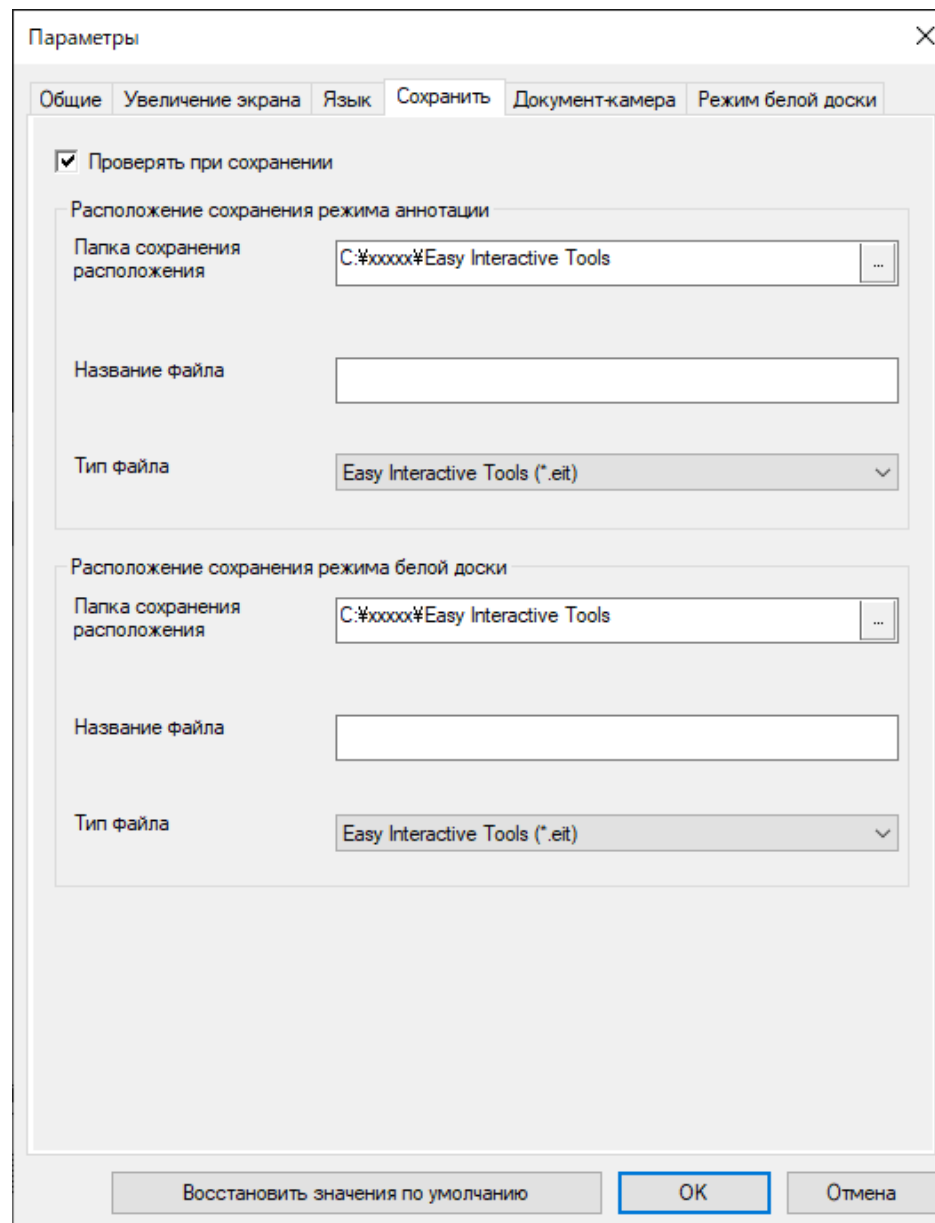 Параметры
Общие Увеличение экрана Язык Сохранить Документ-камера Режим белой доски
Проверять при сохранении
Расположение сохранения режима аннотации
Папка сохранения
расположения
C:¥xxxxx¥Easy Interactive Tools
...
Название файла
Тип файла
Easy Interactive Tools (*.eit)
Расположение сохранения режима белой доски
Папка сохранения
расположения
C:¥xxxxx¥Easy Interactive Tools
...
Название файла
Тип файла
Easy Interactive Tools (*.eit)
Восстановить значения по умолчанию OK Отмена